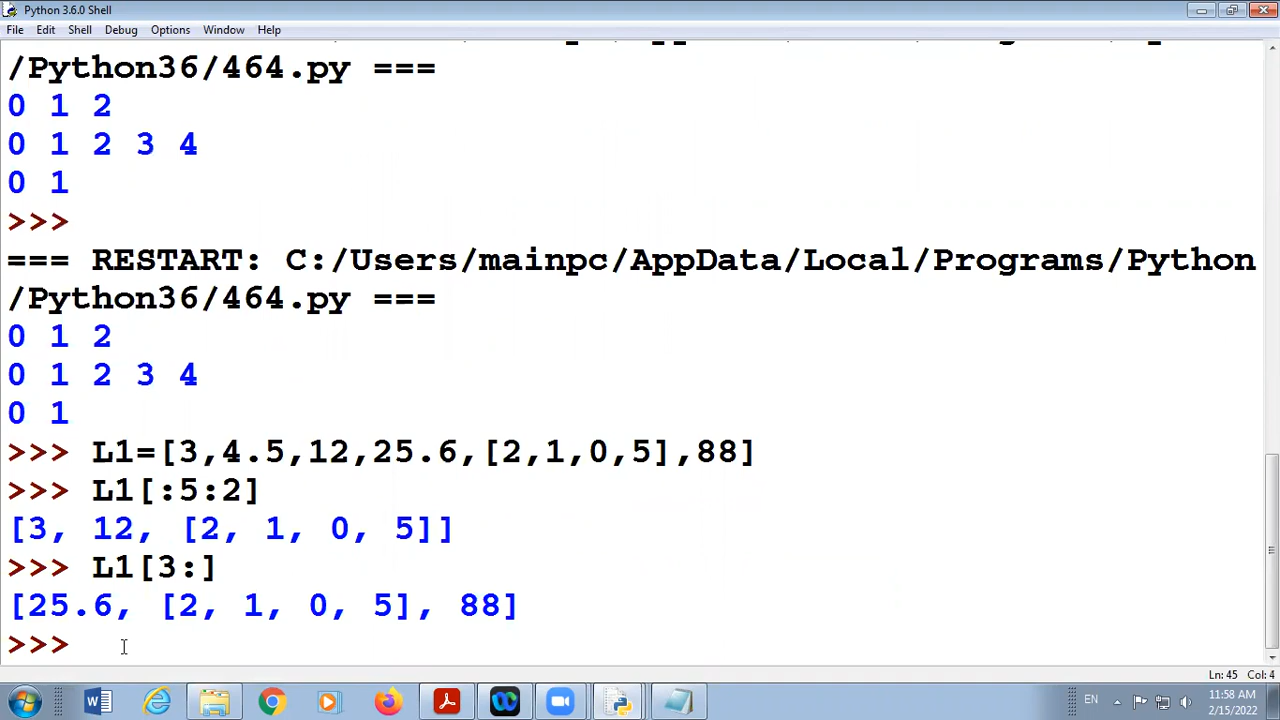 Python 3.6.0 Shell
File Edit Shell Debug Options Window Help
/Python36/464.py ===
0 1 2
0 1 2 3 4
0 1
>>>
=== RESTART: C:/Users/mainpc/AppData/Local/Programs/Python
/Python36/464.py ===
0 1 2
0 1 2 3 4
0 1
>>> L1=[3,4.5,12,25.6,[2,1,0,5],88]
>>> L1[:5:2]
[3, 12, [2, 1, 0, 5]]
>>> L1[3:]
[25.6, [2, 1, 0, 5], 88]
>>>
Ln: 45 Col: 4
EN
11:58 AM
2/15/2022